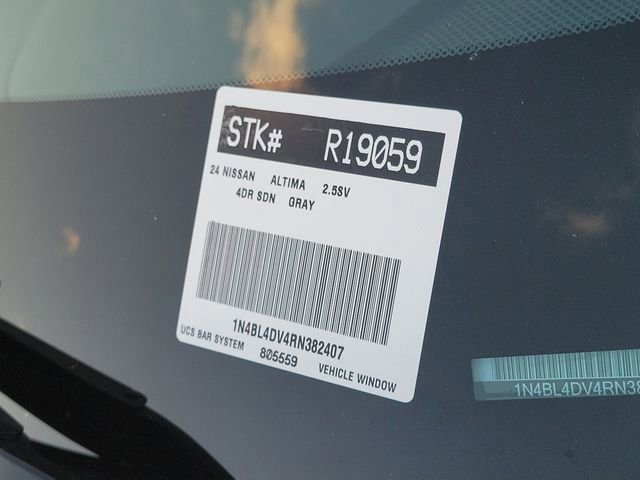 STK# R19059
24 NISSAN ALTIMA 2.5SV
4DR SDN GRAY
1N4BL4DV4RN382407
UCS BAR SYSTEM 805559 VEHICLE WINDOW
1N4BL4DV4RN38